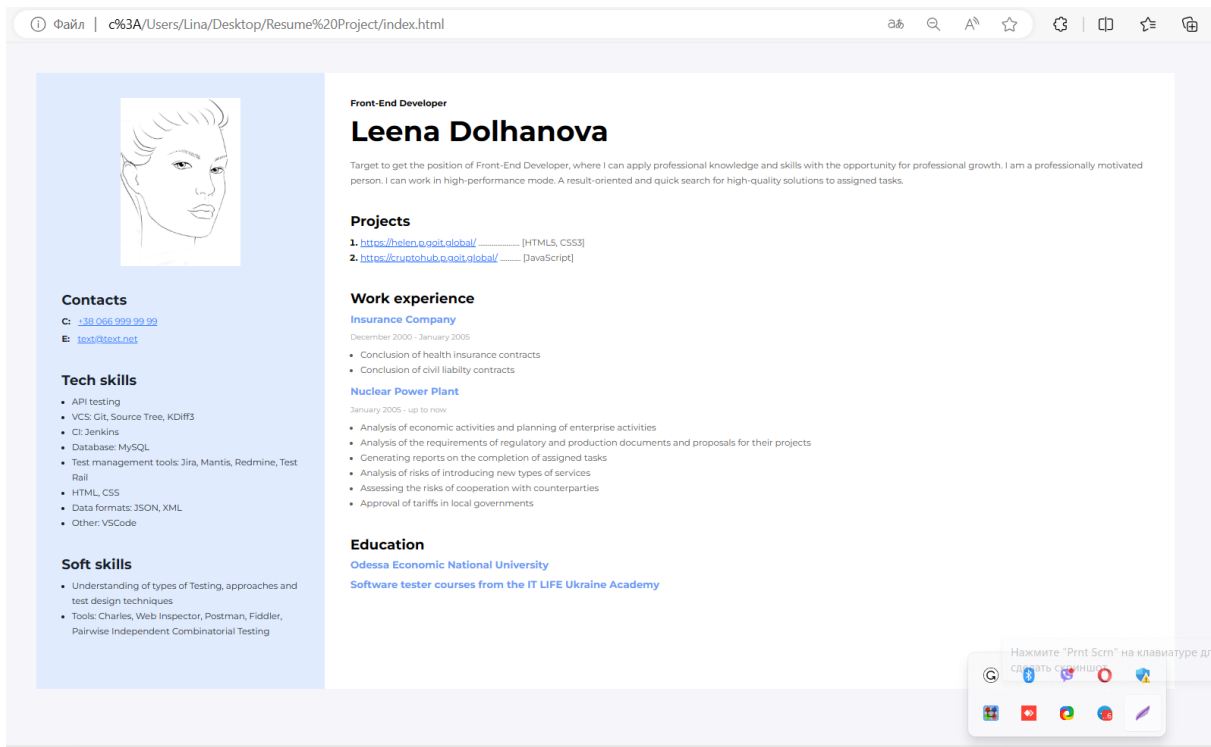 Файл
c%3A/Users/Lina/Desktop/Resume%20Project/index.html
Contacts
C: +38 066 999 99 99
E: text@text.net
Tech skills
API testing
VCS: Git, Source Tree, KDiff3
CI: Jenkins
Database: MySQL
Test management tools: Jira, Mantis, Redmine, Test
Rail
HTML, CSS
Data formats: JSON, XML
Other: VSCode
Soft skills
Understanding of types of Testing, approaches and
test design techniques
Tools: Charles, Web Inspector, Postman, Fiddler,
Pairwise Independent Combinatorial Testing
Front-End Developer
Leena Dolhanova
Target to get the position of Front-End Developer, where I can apply professional knowledge and skills with the opportunity for professional growth. I am a professionally motivated
person. I can work in high-performance mode. A result-oriented and quick search for high-quality solutions to assigned tasks.
Projects
1. https://helen.p.goit.global/ .................... [HTML5, CSS3]
2. https://cruptohub.p.goit.global/ .......... [JavaScript]
Work experience
Insurance Company
December 2000 - January 2005
Conclusion of health insurance contracts
Conclusion of civil liabilty contracts
Nuclear Power Plant
January 2005 - up to now
Analysis of economic activities and planning of enterprise activities
Analysis of the requirements of regulatory and production documents and proposals for their projects
Generating reports on the completion of assigned tasks
Analysis of risks of introducing new types of services
Assessing the risks of cooperation with counterparties
Approval of tariffs in local governments
Education
Odessa Economic National University
Software tester courses from the IT LIFE Ukraine Academy
Нажмите "Prnt Scrn" на клавиатуре
сделать скриншот